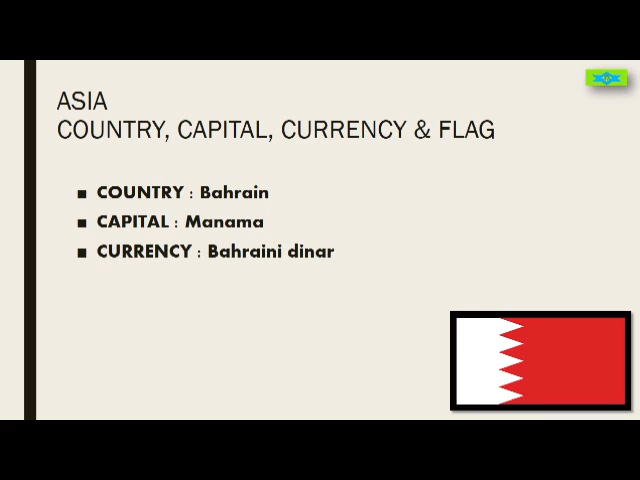 ASIA
COUNTRY, CAPITAL, CURRENCY & FLAG
■ COUNTRY : Bahrain
■ CAPITAL : Manama
■ CURRENCY : Bahraini dinar